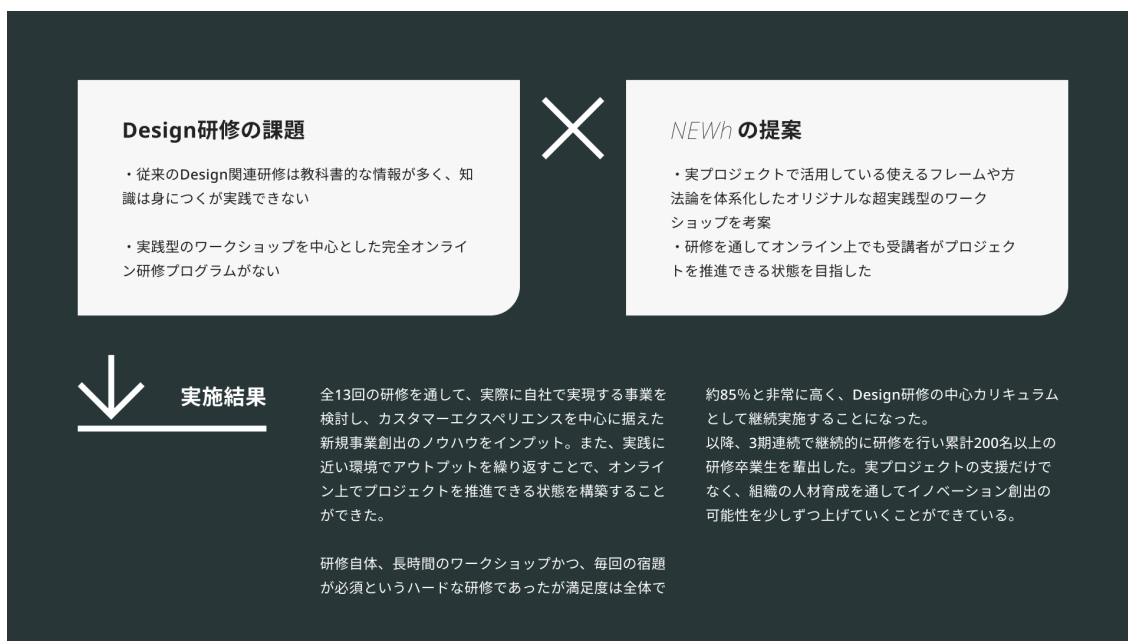 Design研修の課題
・従来のDesign関連研修は教科書的な情報が多く、知
識は身につくが実践できない
・実践型のワークショップを中心とした完全オンライ
ン研修プログラムがない
NEWh の提案
・実プロジェクトで活用している使えるフレームや方
法論を体系化したオリジナルな超実践型のワーク
ショップを考案
・研修を通してオンライン上でも受講者がプロジェク
トを推進できる状態を目指した
実施結果
全13回の研修を通して、実際に自社で実現する事業を
検討し、カスタマーエクスペリエンスを中心に据えた
新規事業創出のノウハウをインプット。また、実践に
近い環境でアウトプットを繰り返すことで、オンライ
ン上でプロジェクトを推進できる状態を構築すること
ができた。
研修自体、長時間のワークショップかつ、毎回の宿題
が必須というハードな研修であったが満足度は全体で
約85%と非常に高く、Design研修の中心カリキュラム
として継続実施することになった。
以降、3期連続で継続的に研修を行い累計200名以上の
研修卒業生を輩出した。実プロジェクトの支援だけで
なく、組織の人材育成を通してイノベーション創出の
可能性を少しずつ上げていくことができている。